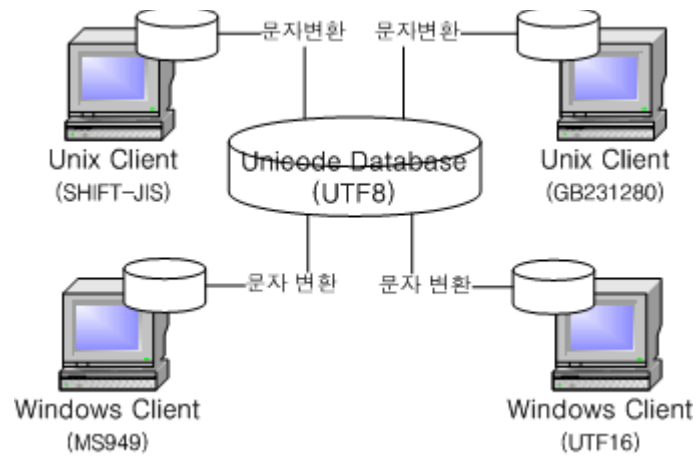 문자변환
문자변환
Unix Client
(SHIFT-JIS)
Unicode Database
(UTF8)
Unix Client
(GB231280)
문자 변환
문자 변환
Windows Client
(MS949)
Windows Client
(UTF16)